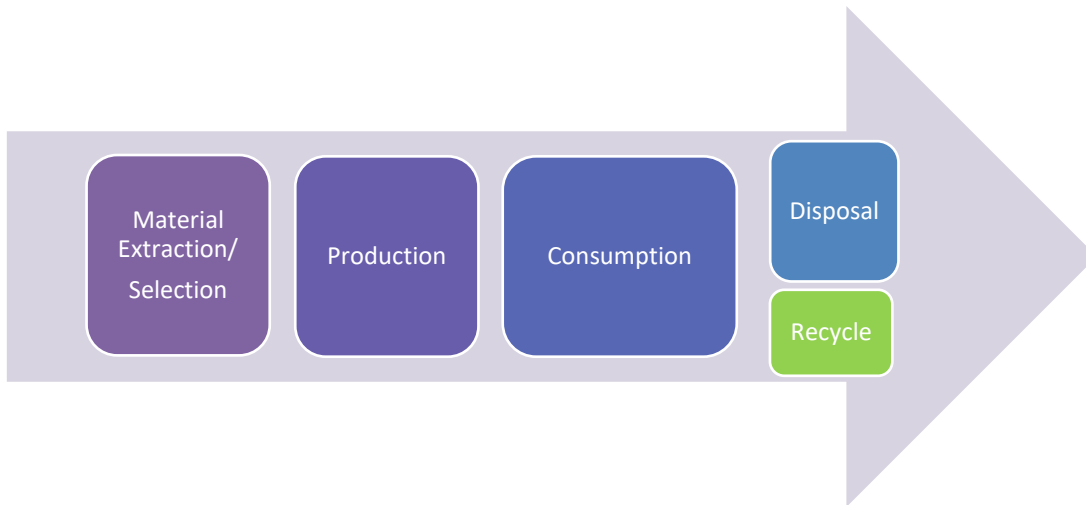 Material
Extraction/
Selection
Production
Consumption
Disposal
Recycle